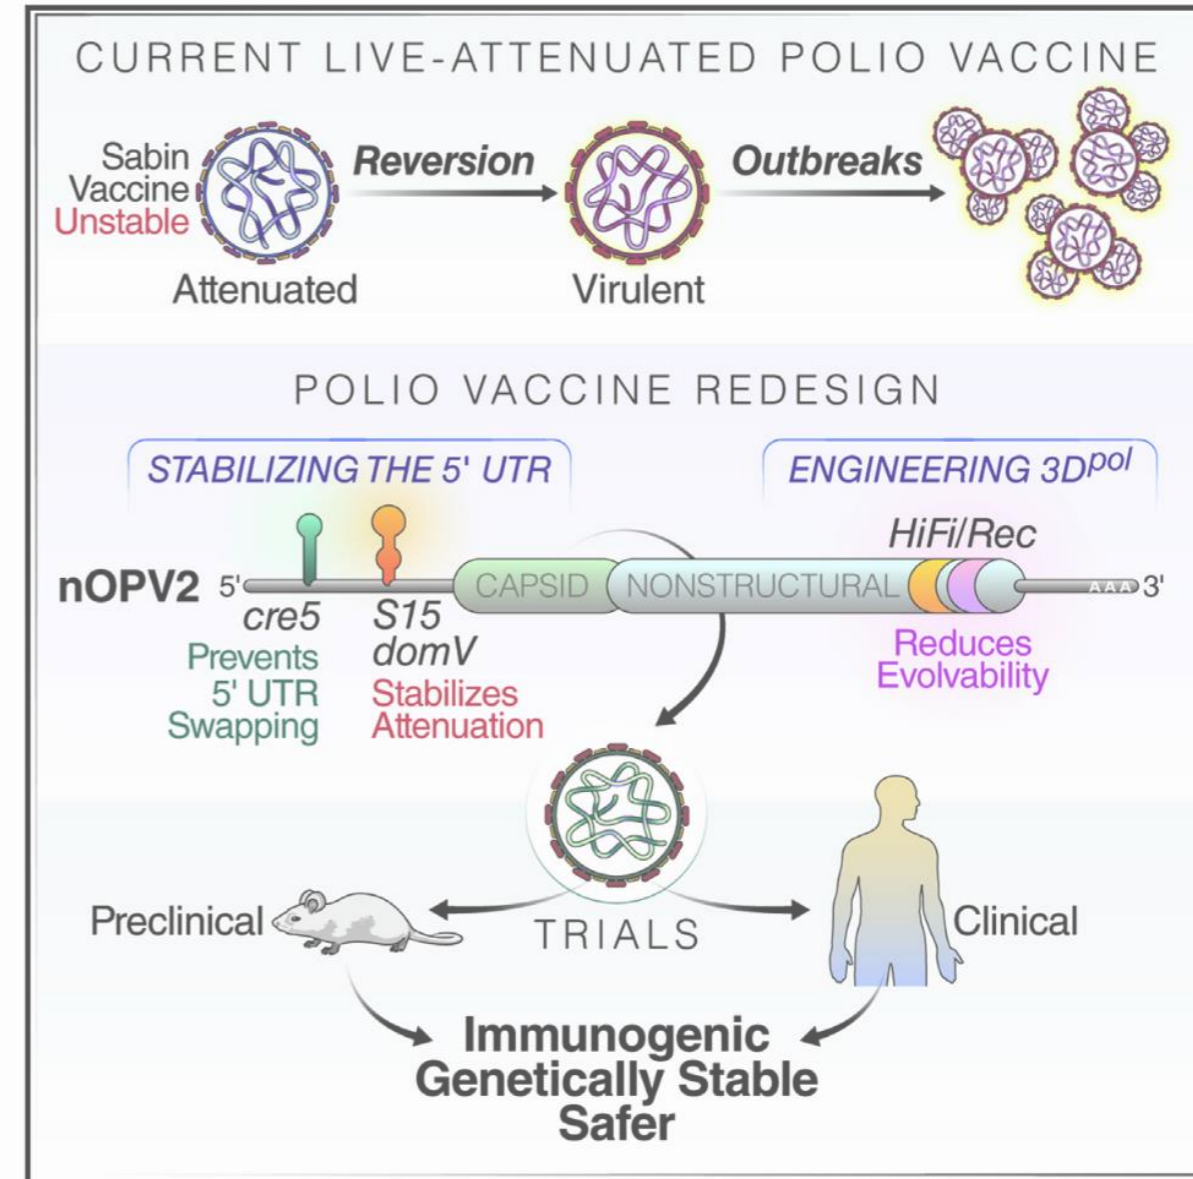 CURRENT LIVE-ATTENUATED POLIO VACCINE
Sabin
Vaccine
Unstable
Reversion
Outbreaks
Attenuated
Virulent
POLIO VACCINE REDESIGN
STABILIZING THE 5' UTR
ENGINEERING 3Dpol
HiFi/Rec
nOPV2 5'
CAPSID
NONSTRUCTURAL
AAA 3'
cre5
Prevents
5' UTR
Swapping
S15
domV
Stabilizes
Attenuation
Reduces
Evolvability
Preclinical
TRIALS
Clinical
Immunogenic
Genetically Stable
Safer